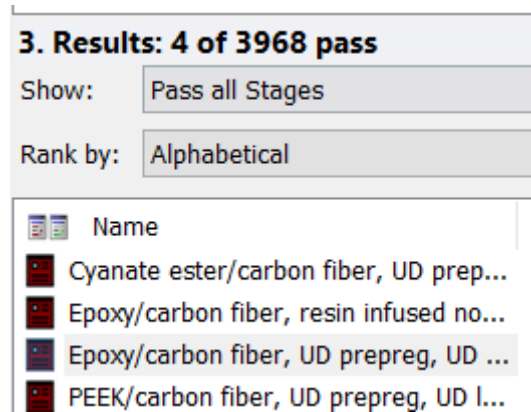 3. Results: 4 of 3968 pass
Show: Pass all Stages
Rank by: Alphabetical
Name
Cyanate ester/carbon fiber, UD prep...
Epoxy/carbon fiber, resin infused no...
Epoxy/carbon fiber, UD prepreg, UD ...
PEEK/carbon fiber, UD prepreg, UD l...